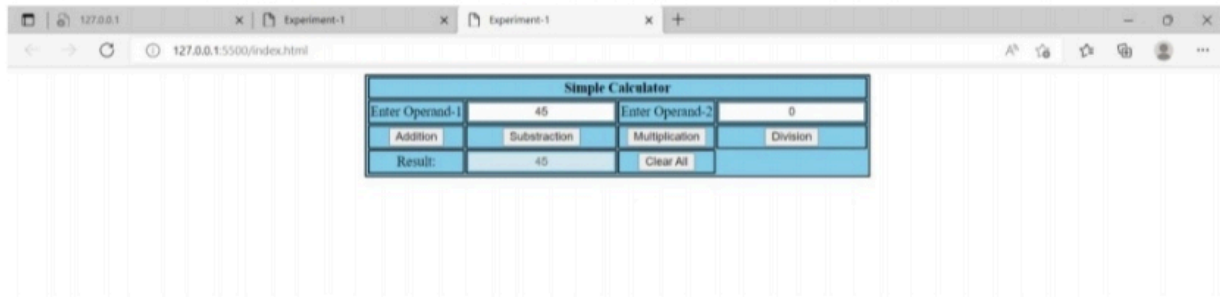 127.0.0.1 Experiment-1 Experiment-1
127.0.0.1:5500/index.html
Simple Calculator
Enter Operand-1 45 Enter Operand-2 0
Addition Substraction Multiplication Division
Result: 45 Clear All